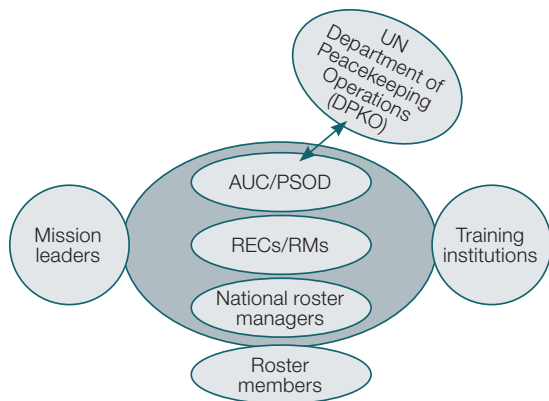 UN
Department of
Peacekeeping
Operations
(DPKO)
AUC/PSOD
Mission
leaders
RECs/RMs
Training
institutions
National roster
managers
Roster
members